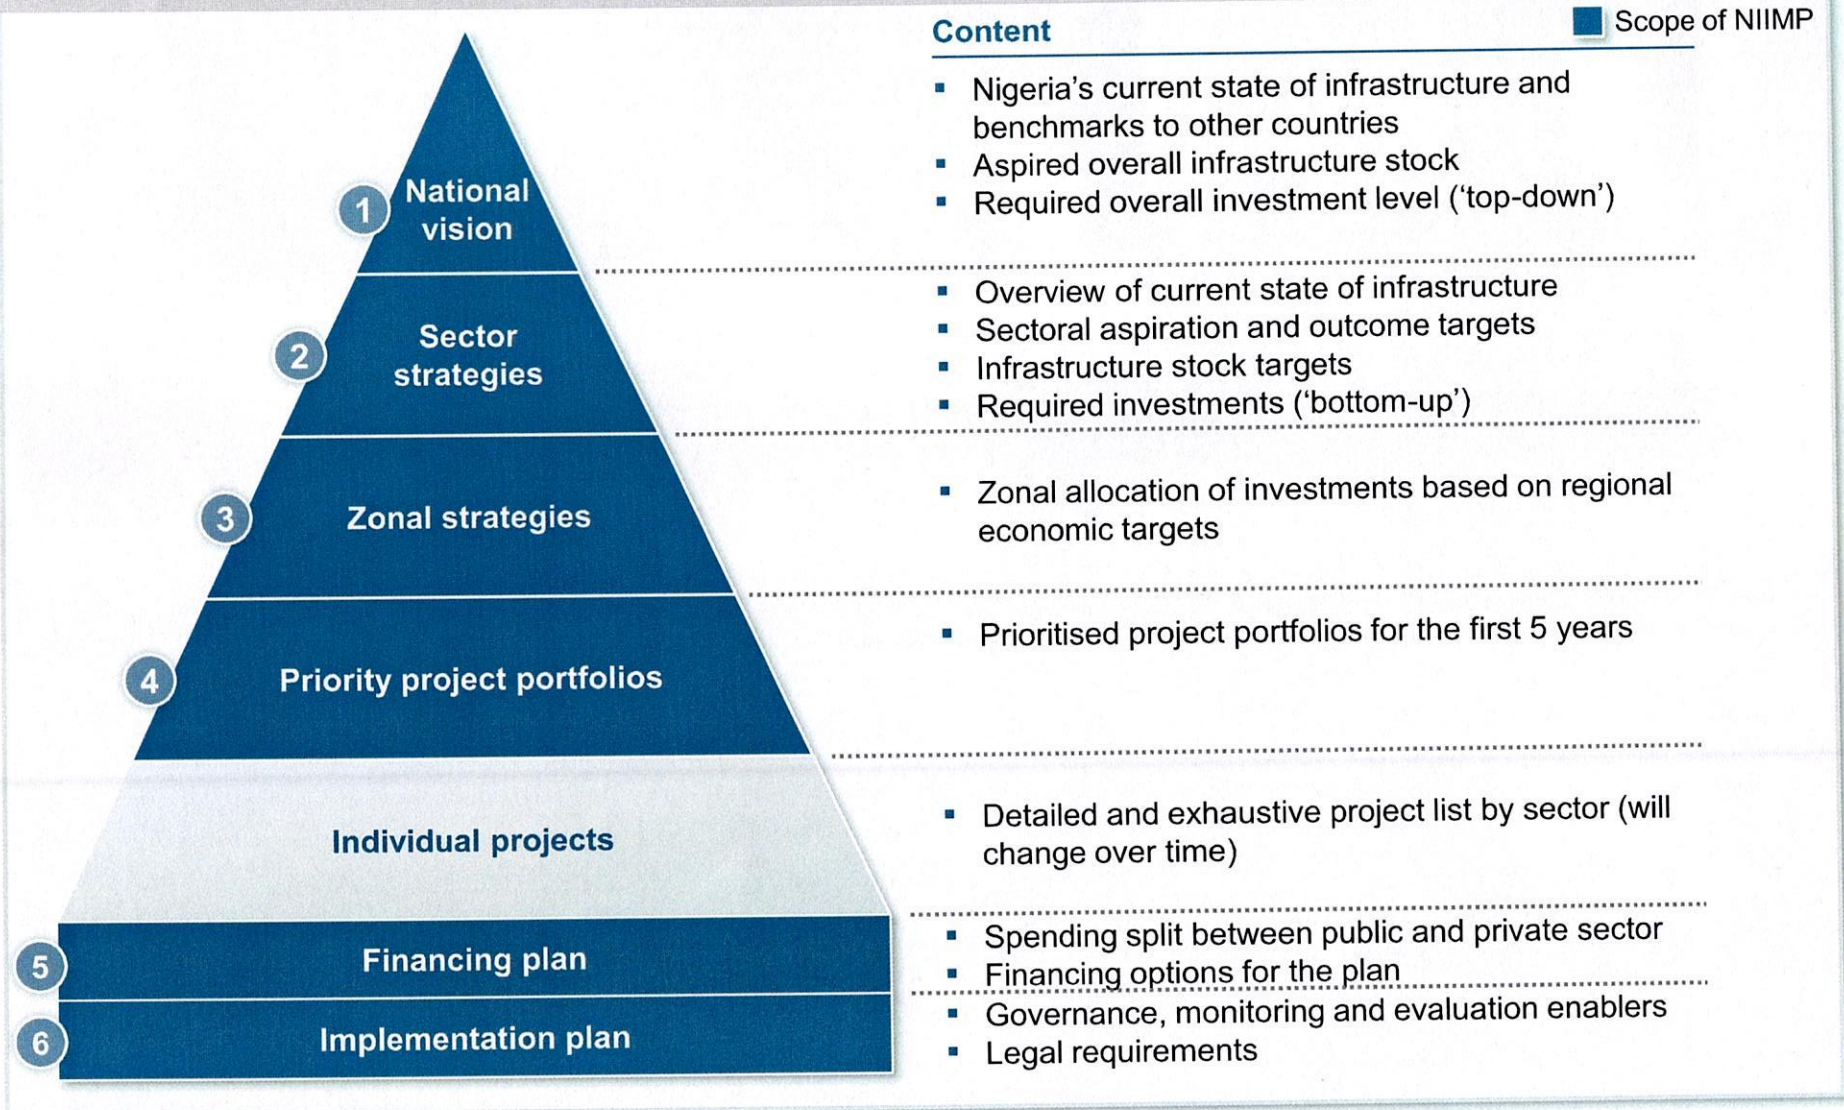 Content
Scope of NIIMP
1
National
vision
▪ Nigeria's current state of infrastructure and
benchmarks to other countries
▪ Aspired overall infrastructure stock
▪ Required overall investment level (‘top-down’)
2
Sector
strategies
▪ Overview of current state of infrastructure
▪ Sectoral aspiration and outcome targets
▪ Infrastructure stock targets
▪ Required investments (‘bottom-up’)
3
Zonal strategies
▪ Zonal allocation of investments based on regional
economic targets
4
Priority project portfolios
▪ Prioritised project portfolios for the first 5 years
Individual projects
▪ Detailed and exhaustive project list by sector (will
change over time)
5
Financing plan
▪ Spending split between public and private sector
▪ Financing options for the plan
6
Implementation plan
▪ Governance, monitoring and evaluation enablers
▪ Legal requirements